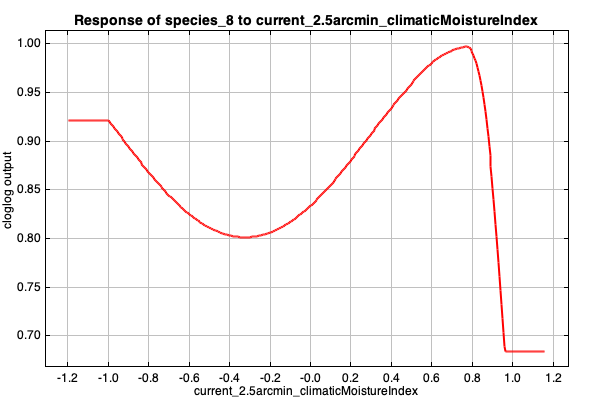 Response of species_8 to current_2.5arcmin_climaticMoistureIndex
1.00
0.95
0.90
0.85
0.80
0.75
0.70
cloglog output
-1.2 -1.0 -0.8 -0.6 -0.4 -0.2 -0.0 0.2 0.4 0.6 0.8 1.0 1.2
current_2.5arcmin_climaticMoistureIndex